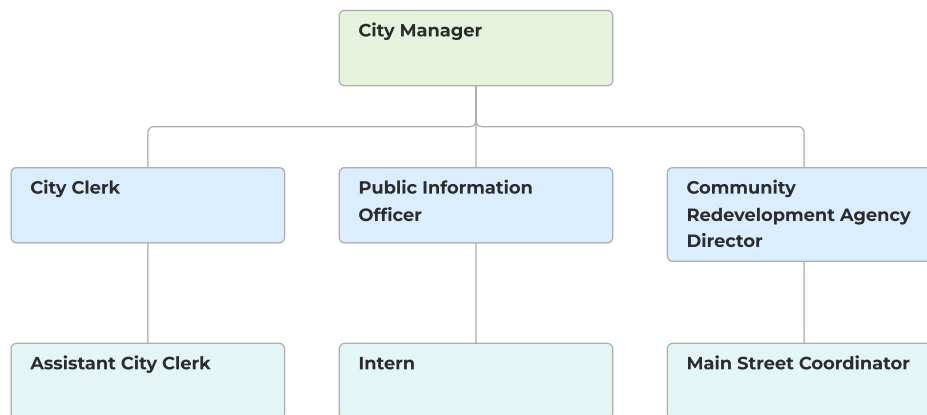 City Manager
City Clerk
Public Information
Officer
Community
Redevelopment Agency
Director
Assistant City Clerk
Intern
Main Street Coordinator